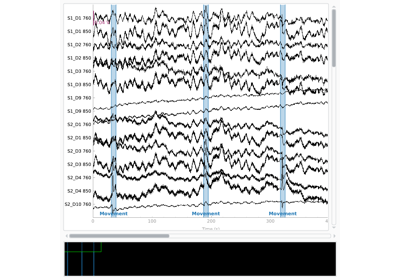 S1_D1 760
S1_D1 850
S1_D2 760
S1_D2 850
S1_D3 760
S1_D3 850
S1_D9 760
S1_D9 850
S2_D1 760
S2_D1 850
S2_D3 760
S2_D3 850
S2_D4 760
S2_D4 850
S2_D10 760
Movement Movement Movement
0 100 200 300